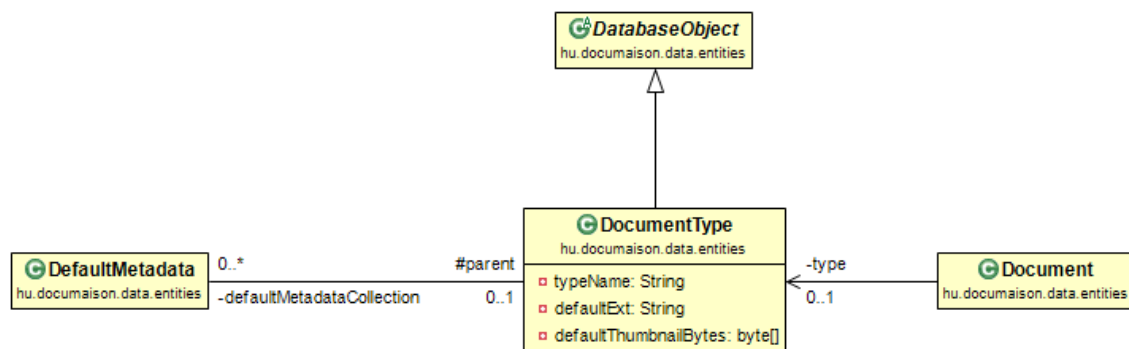 DatabaseObject
hu.documaison.data.entities
DocumentType
hu.documaison.data.entities
typeName: String
defaultExt: String
defaultThumbnailBytes: byte[]
DefaultMetadata
hu.documaison.data.entities
0..*
-defaultMetadataCollection
#parent
0..1
-type
0..1
Document
hu.documaison.data.entities